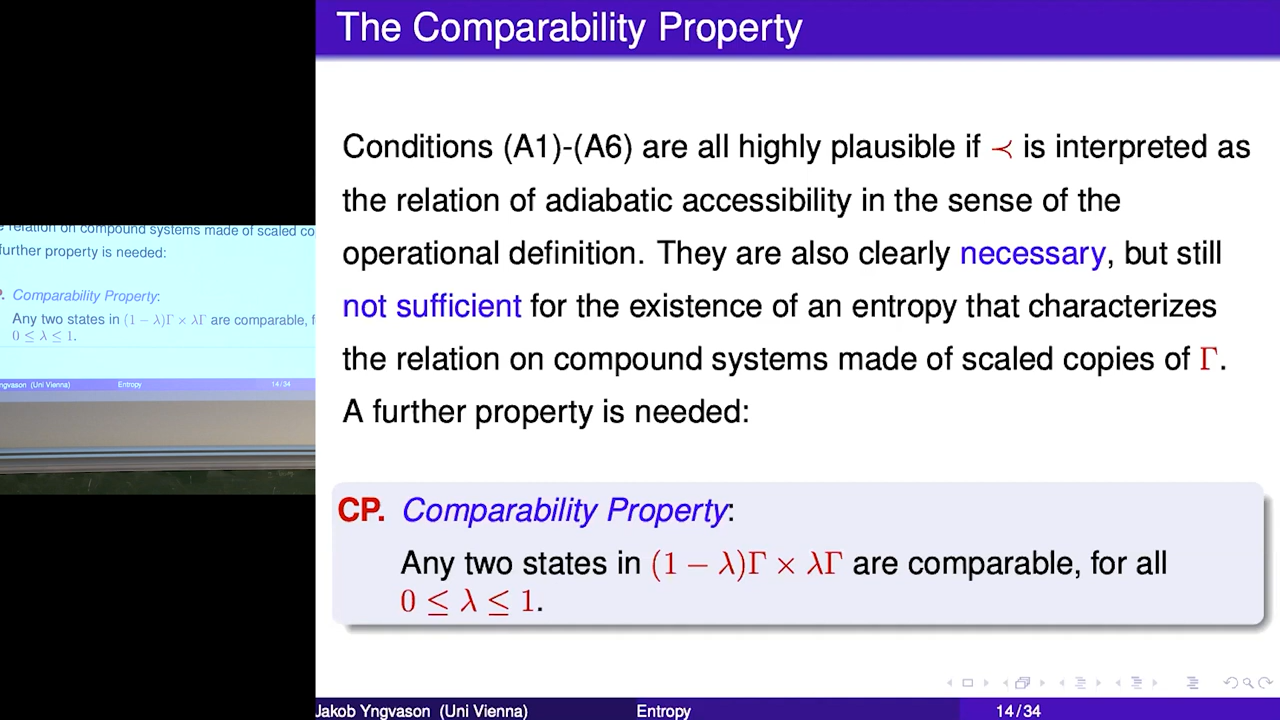 The Comparability Property
Conditions (A1)-(A6) are all highly plausible if ≺ is interpreted as
the relation of adiabatic accessibility in the sense of the
operational definition. They are also clearly necessary, but still
not sufficient for the existence of an entropy that characterizes
the relation on compound systems made of scaled copies of Γ.
A further property is needed:
CP. Comparability Property:
Any two states in (1 − λ)Γ × λΓ are comparable, for all
0 ≤ λ ≤ 1.
Jakob Yngvason (Uni Vienna) Entropy 14 / 34
relation on compound systems made of scaled co
further property is needed:
Comparability Property:
Any two states in (1 − λ)Γ × λΓ are comparable, f
0 ≤ λ ≤ 1.
ngvason (Uni Vienna) Entropy 14 / 34